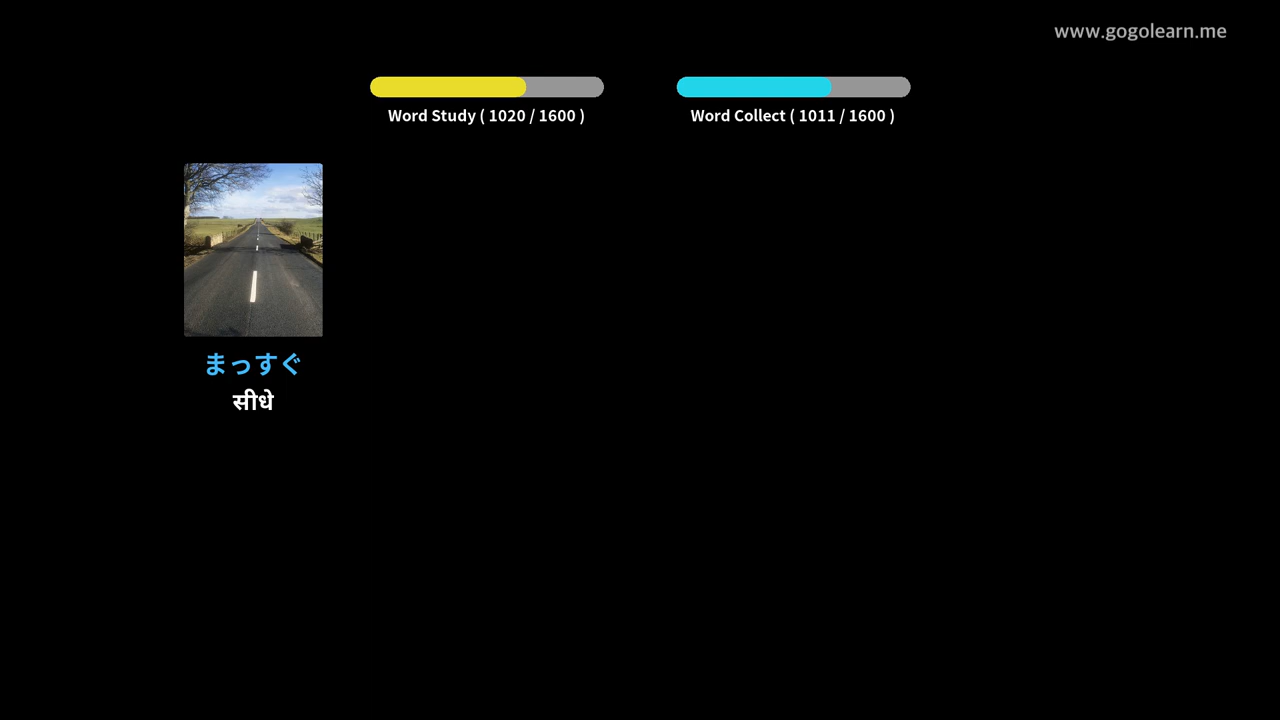 www.gogolearn.me
Word Study ( 1020 / 1600 )
Word Collect ( 1011 / 1600 )
まっすぐ
सीधे